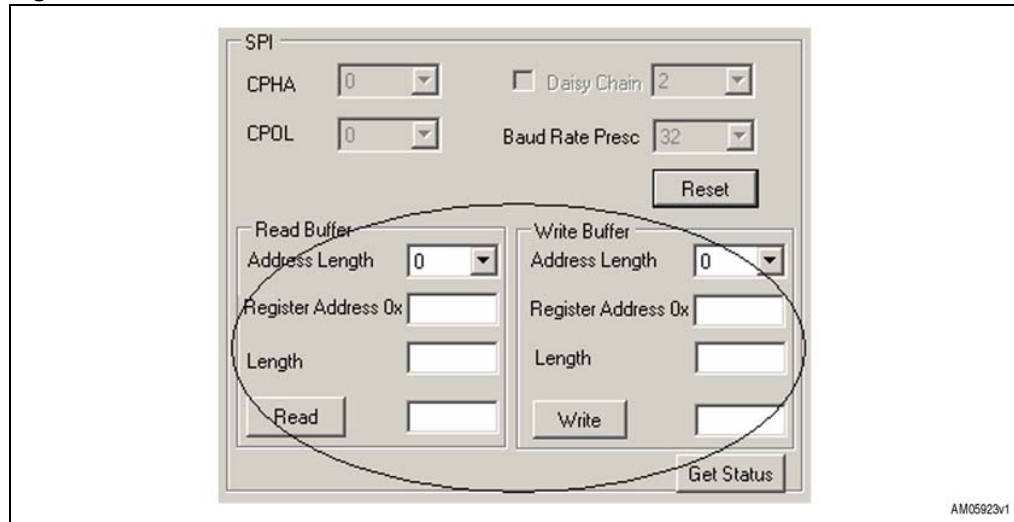 SPI
CPHA 0 Daisy Chain 2
CPOL 0 Baud Rate Presc 32
Reset
Read Buffer Write Buffer
Address Length 0 Address Length 0
Register Address 0x Register Address 0x
Length Length
Read Write
Get Status
AM05923v1